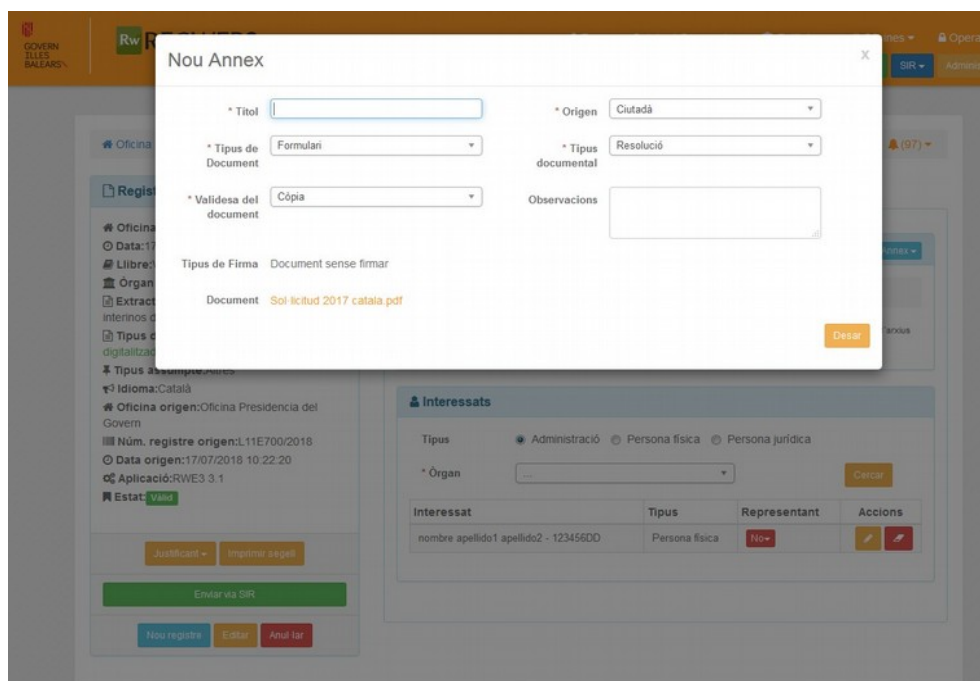 GOVERN
ILLES
BALEARS
Rw
SIR
Nou Annex
x
* Títol
* Origen Ciutadà
* Tipus de Document Formulari
* Tipus documental Resolució
* Validesa del document Còpia
Observacions
Tipus de Firma Document sense firmar
Document Sol·licitud 2017 catala.pdf
Desar
Oficina
(97)
Regist
Oficina
Data:17
Llibre:
Òrgan
Extract
interinos d
Tipus d
digitalitzad
Tipus assumpte:Altres
Idioma:Català
Oficina origen:Oficina Presidencia del
Govern
Núm. registre origen:L11E700/2018
Data origen:17/07/2018 10:22:20
Aplicació:RWE3 3.1
Estat: Vàlid
Justificant
Imprimir segell
Enviar via SIR
Nou registre Editar Anul·lar
Interessats
Tipus Administració Persona física Persona jurídica
* Òrgan ... Cercar
Interessat Tipus Representant Accions
nombre apellido1 apellido2 - 123456DD Persona física No